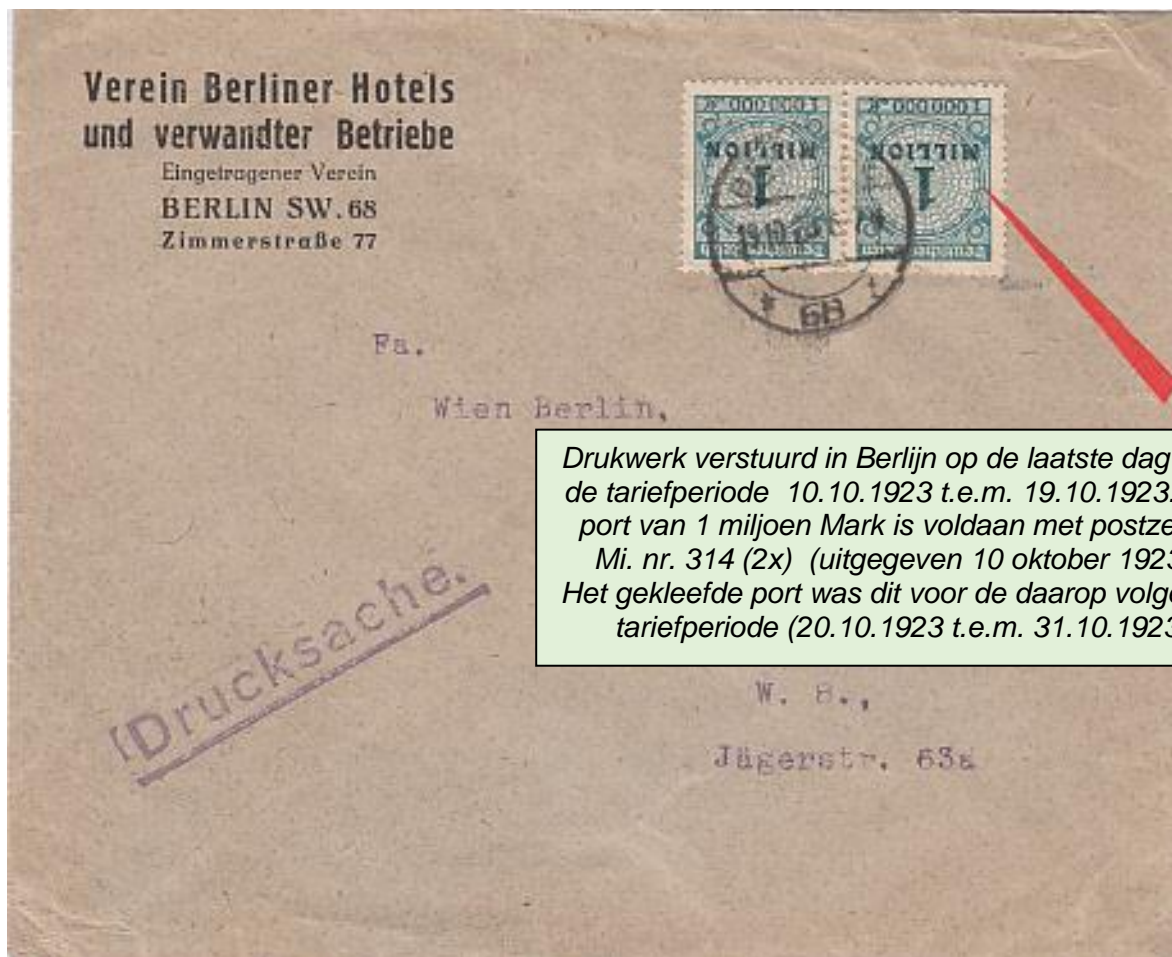 Verein Berliner Hotels
und verwandter Betriebe
Eingetragener Verein
BERLIN SW. 68
Zimmerstraße 77
1000000 M
MILLION
1
1000000 M
MILLION
1
* 68 *
Fa.
Wien Berlin,
Drukwerk verstuurd in Berlijn op de laatste dag
de tariefperiode 10.10.1923 t.e.m. 19.10.1923.
port van 1 miljoen Mark is voldaan met postze
Mi. nr. 314 (2x) (uitgegeven 10 oktober 1923
Het gekleefde port was dit voor de daarop volge
tariefperiode (20.10.1923 t.e.m. 31.10.1923
Drucksache.
W. 8.,
Jägerstr. 63a